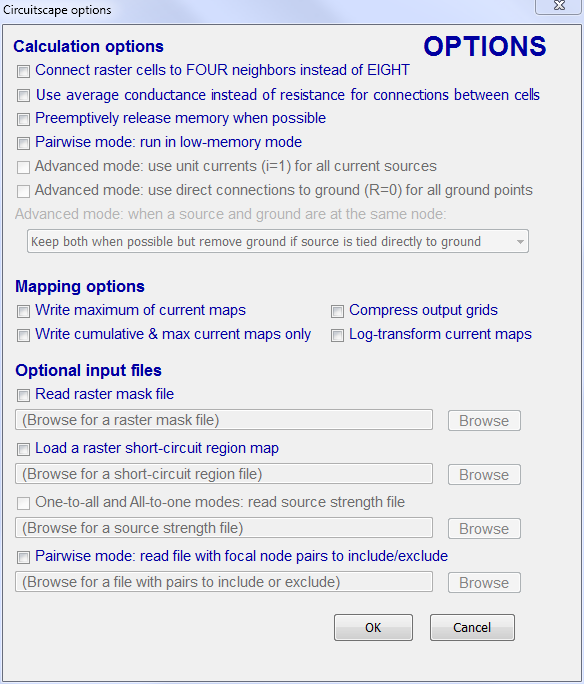 Circuitscape options
OPTIONS
Calculation options
Connect raster cells to FOUR neighbors instead of EIGHT
Use average conductance instead of resistance for connections between cells
Preemptively release memory when possible
Pairwise mode: run in low-memory mode
Advanced mode: use unit currents (i=1) for all current sources
Advanced mode: use direct connections to ground (R=0) for all ground points
Advanced mode: when a source and ground are at the same node:
Keep both when possible but remove ground if source is tied directly to ground
Mapping options
Write maximum of current maps Compress output grids
Write cumulative & max current maps only Log-transform current maps
Optional input files
Read raster mask file
(Browse for a raster mask file) Browse
Load a raster short-circuit region map
(Browse for a short-circuit region file) Browse
One-to-all and All-to-one modes: read source strength file
(Browse for a source strength file) Browse
Pairwise mode: read file with focal node pairs to include/exclude
(Browse for a file with pairs to include or exclude) Browse
OK Cancel